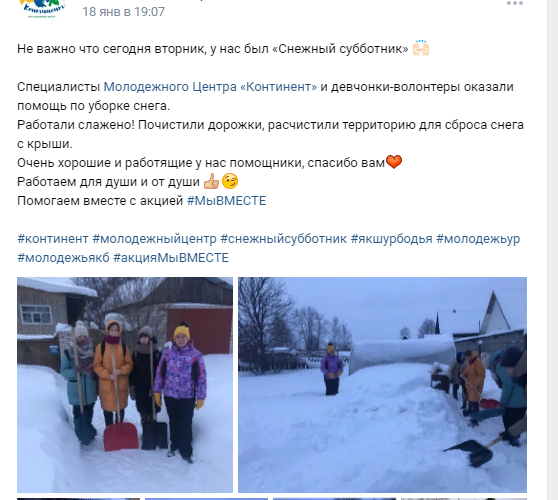 18 янв в 19:07
Не важно что сегодня вторник, у нас был «Снежный субботник» 🙌🏻
Специалисты Молодежного Центра «Континент» и девчонки-волонтеры оказали
помощь по уборке снега.
Работали слажено! Почистили дорожки, расчистили территорию для сброса снега
с крыши.
Очень хорошие и работящие у нас помощники, спасибо вам❤
Работаем для души и от души 👍🏼😉
Помогаем вместе с акцией #МыВМЕСТЕ
#континент #молодежныйцентр #снежныйсубботник #якшурбодья #молодежьур
#молодежьякб #акцияМыВМЕСТЕ